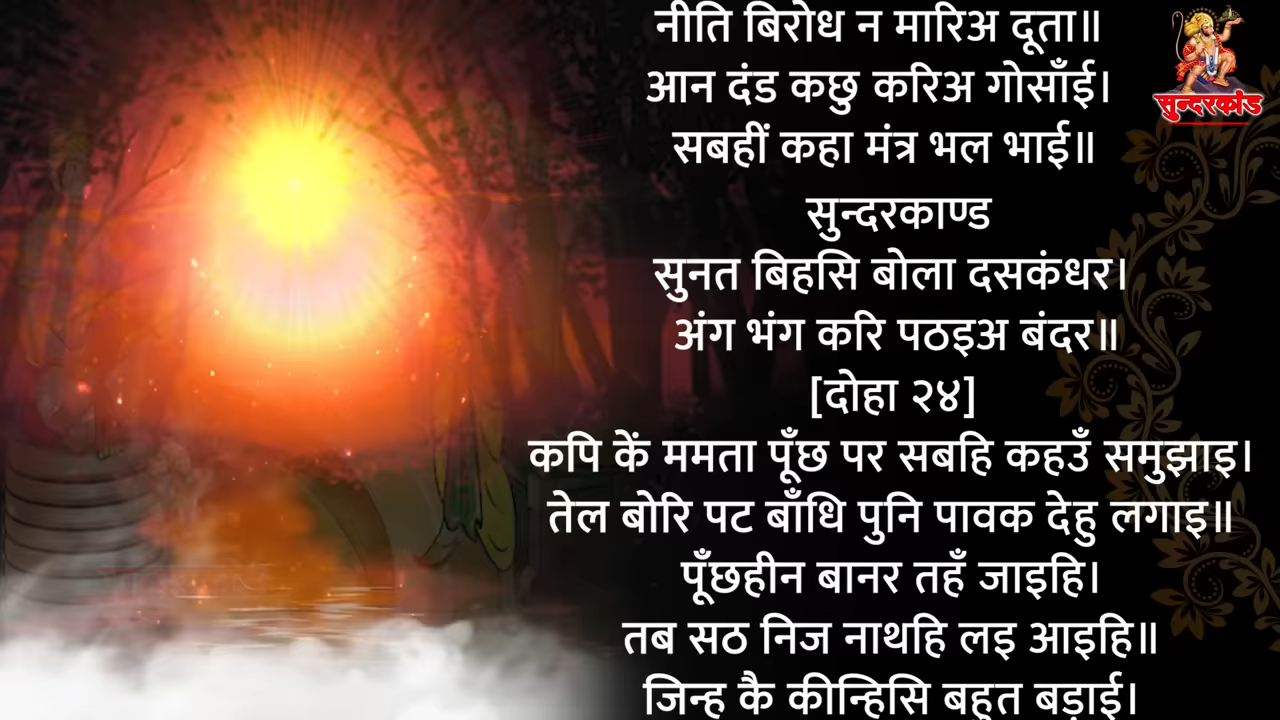 नीति बिरोध न मारिअ दूता॥
आन दंड कछु करिअ गोसाँई।
सबहीं कहा मंत्र भल भाई॥
सुन्दरकाण्ड
सुनत बिहसि बोला दसकंधर।
अंग भंग करि पठइअ बंदर॥
[दोहा २४]
कपि कें ममता पूँछ पर सबहि कहउँ समुझाइ।
तेल बोरि पट बाँधि पुनि पावक देहु लगाइ॥
पूँछहीन बानर तहँ जाइहि।
तब सठ निज नाथहि लइ आइहि॥
जिन्ह कै कीन्हिसि बहुत बड़ाई।
सुन्दरकांड